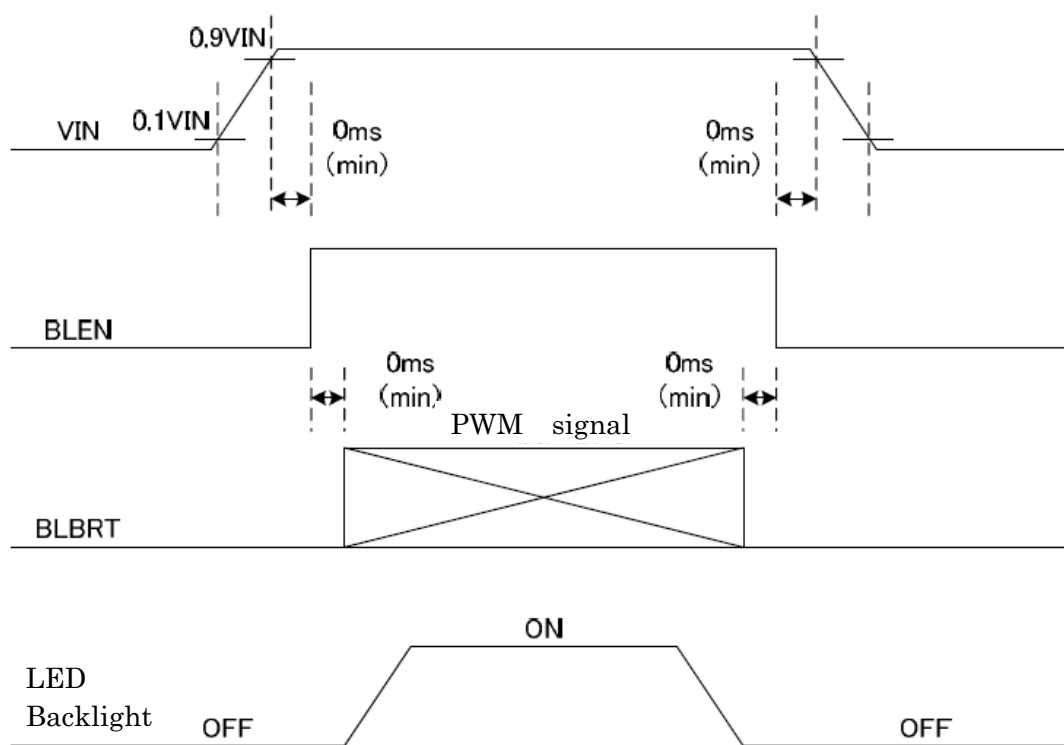 0.9VIN
0.1VIN
VIN
0ms
(min)
0ms
(min)
BLEN
0ms
(min)
0ms
(min)
PWM signal
BLBRT
ON
LED
Backlight
OFF
OFF